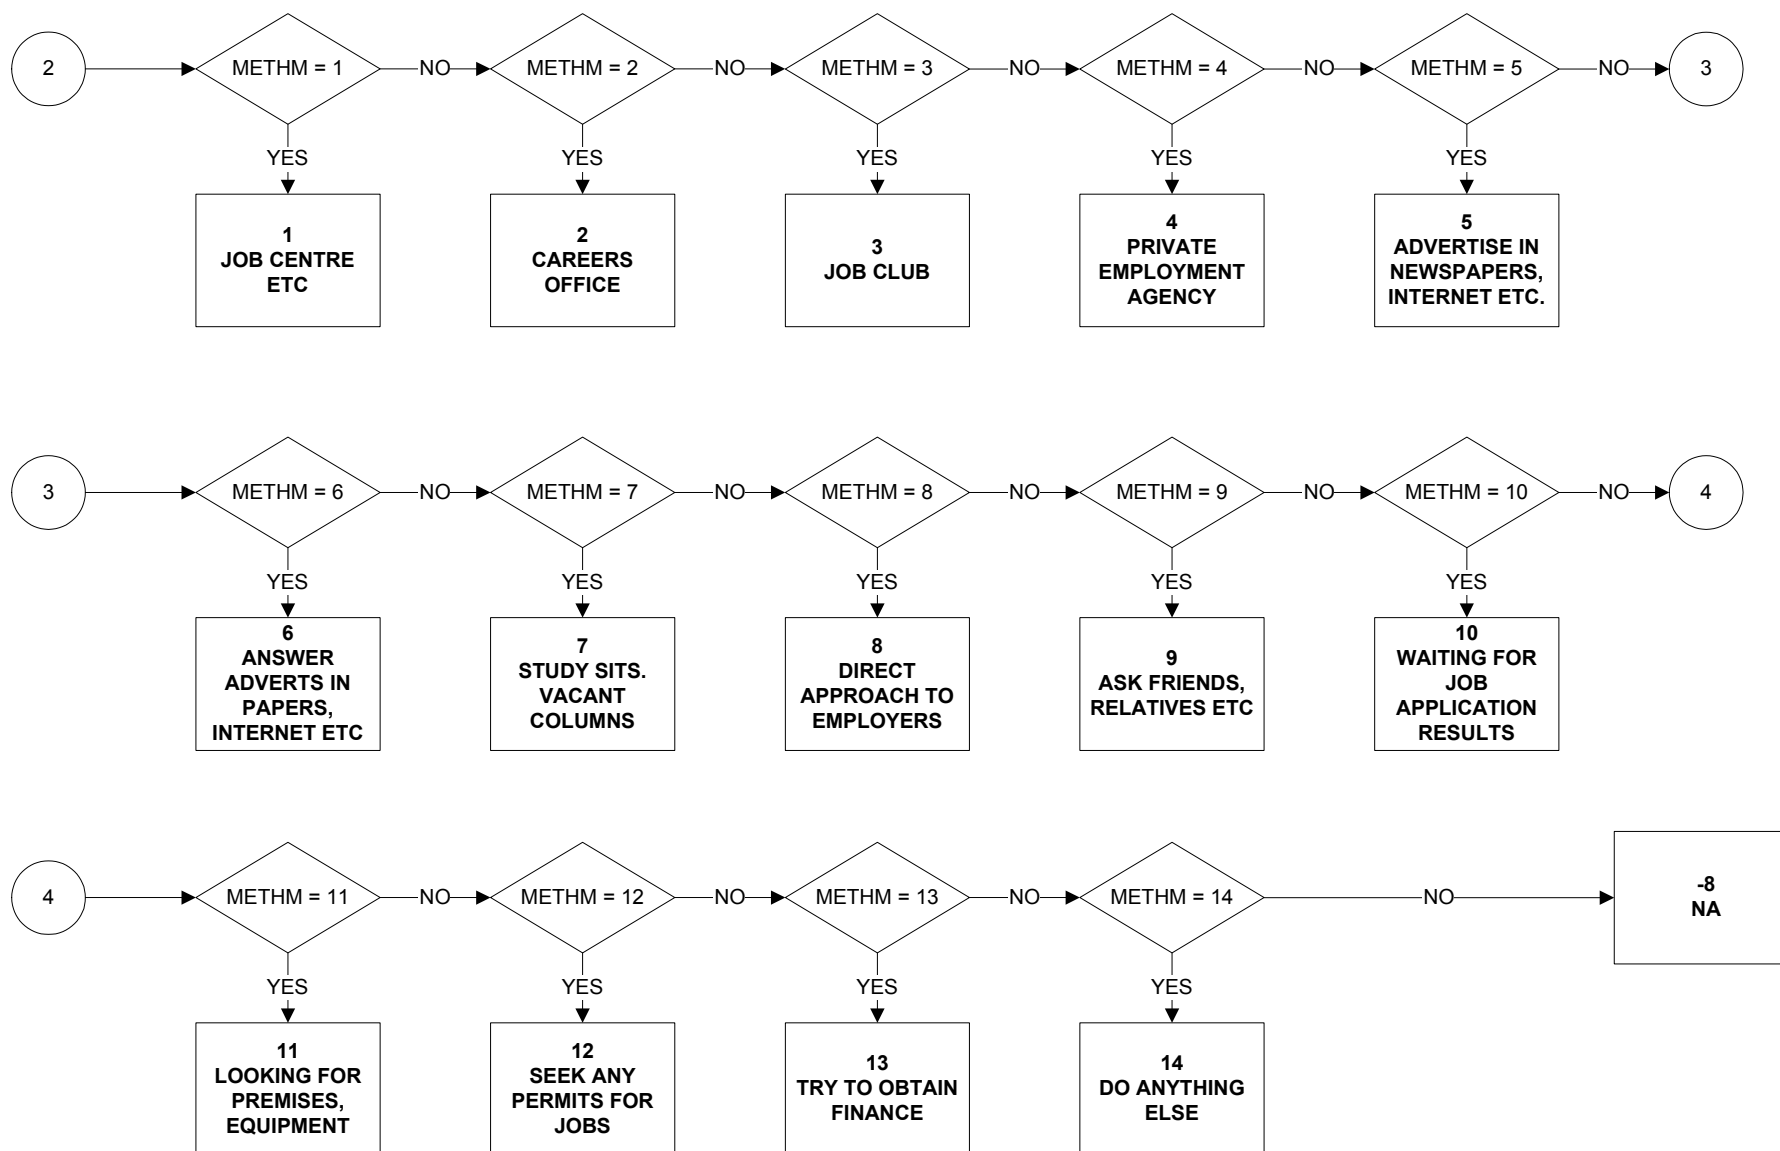 2
METHM = 1
NO
METHM = 2
NO
METHM = 3
NO
METHM = 4
NO
METHM = 5
NO
3
YES
YES
YES
YES
YES
1
JOB CENTRE
ETC
2
CAREERS
OFFICE
3
JOB CLUB
4
PRIVATE
EMPLOYMENT
AGENCY
5
ADVERTISE IN
NEWSPAPERS,
INTERNET ETC.
3
METHM = 6
NO
METHM = 7
NO
METHM = 8
NO
METHM = 9
NO
METHM = 10
NO
4
YES
YES
YES
YES
YES
6
ANSWER
ADVERTS IN
PAPERS,
INTERNET ETC
7
STUDY SITS.
VACANT
COLUMNS
8
DIRECT
APPROACH TO
EMPLOYERS
9
ASK FRIENDS,
RELATIVES ETC
10
WAITING FOR
JOB
APPLICATION
RESULTS
4
METHM = 11
NO
METHM = 12
NO
METHM = 13
NO
METHM = 14
NO
-8
NA
YES
YES
YES
YES
11
LOOKING FOR
PREMISES,
EQUIPMENT
12
SEEK ANY
PERMITS FOR
JOBS
13
TRY TO OBTAIN
FINANCE
14
DO ANYTHING
ELSE